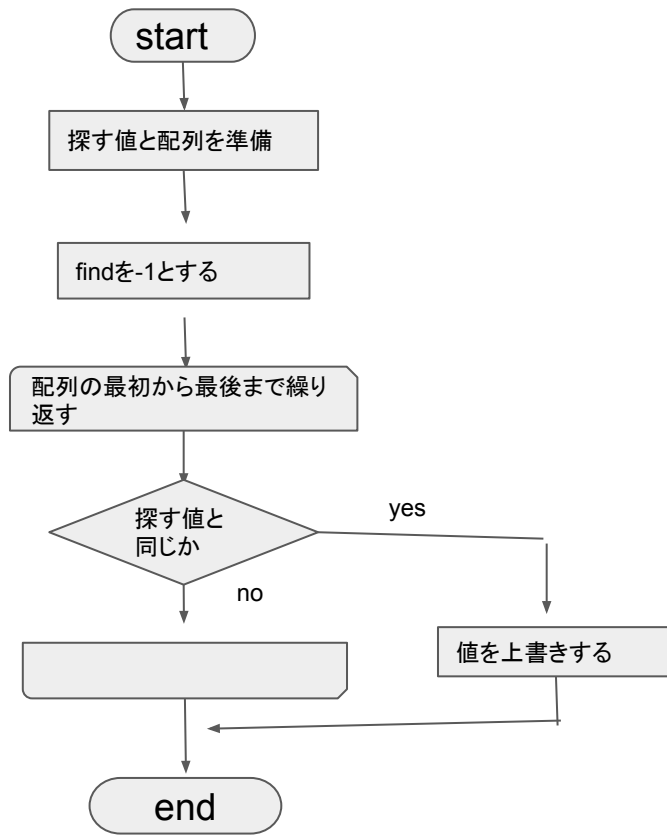 start
探す値と配列を準備
findを-1とする
配列の最初から最後まで繰り
返す
探す値と
同じか
yes
no
値を上書きする
end